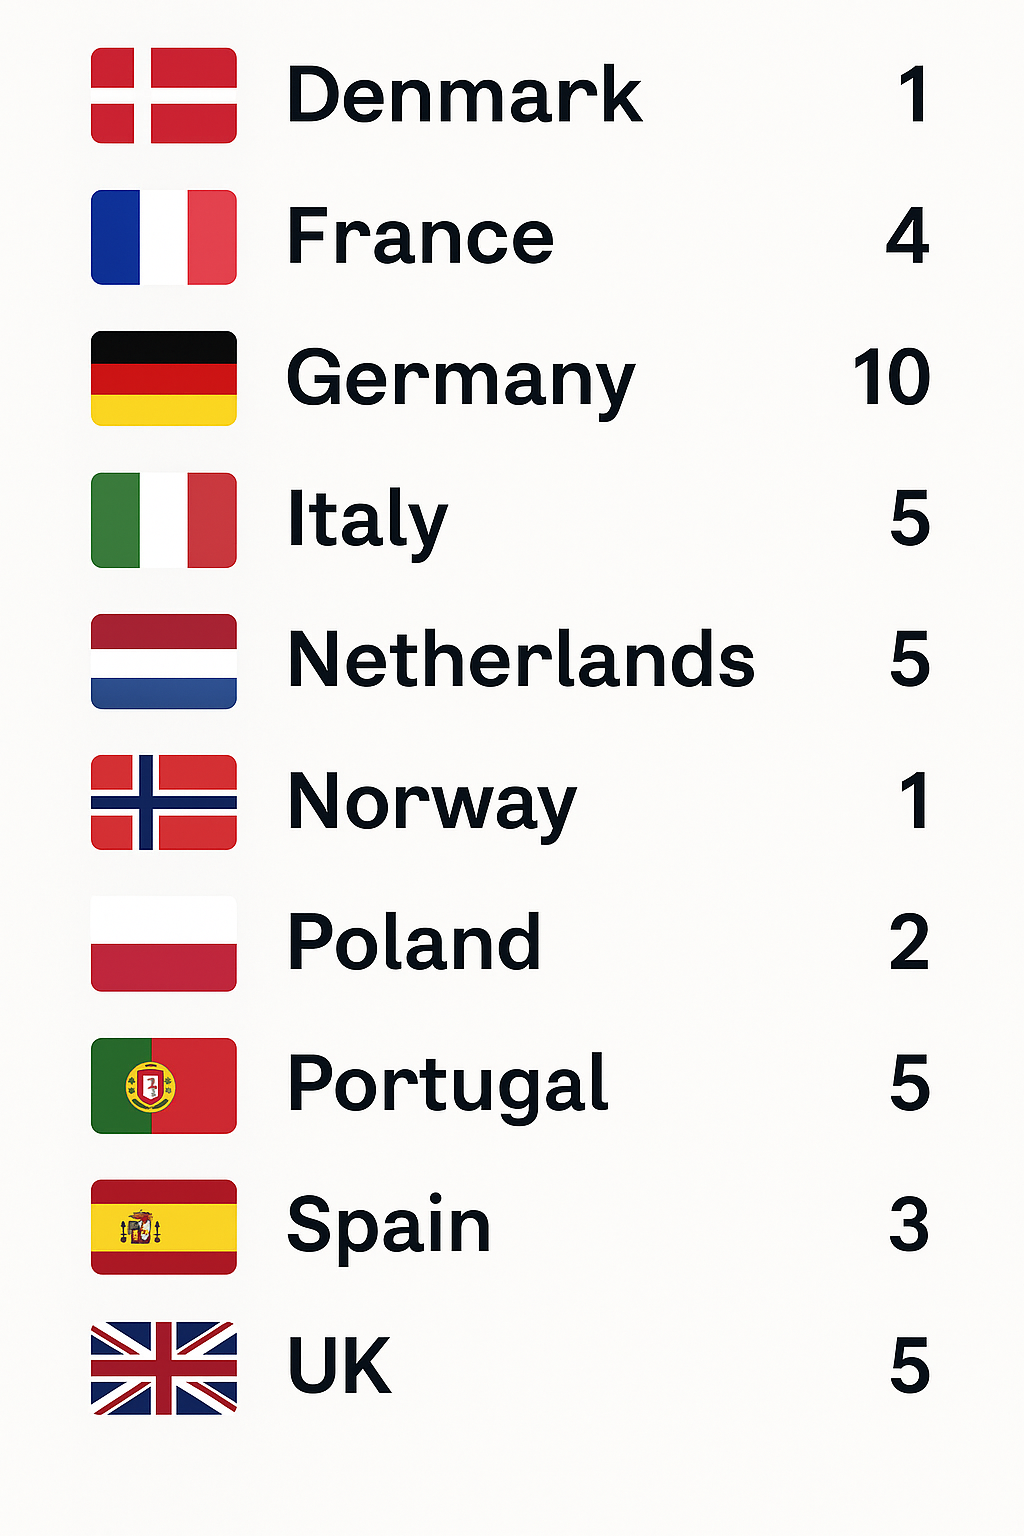 Denmark 1
France 4
Germany 10
Italy 5
Netherlands 5
Norway 1
Poland 2
Portugal 5
Spain 3
UK 5